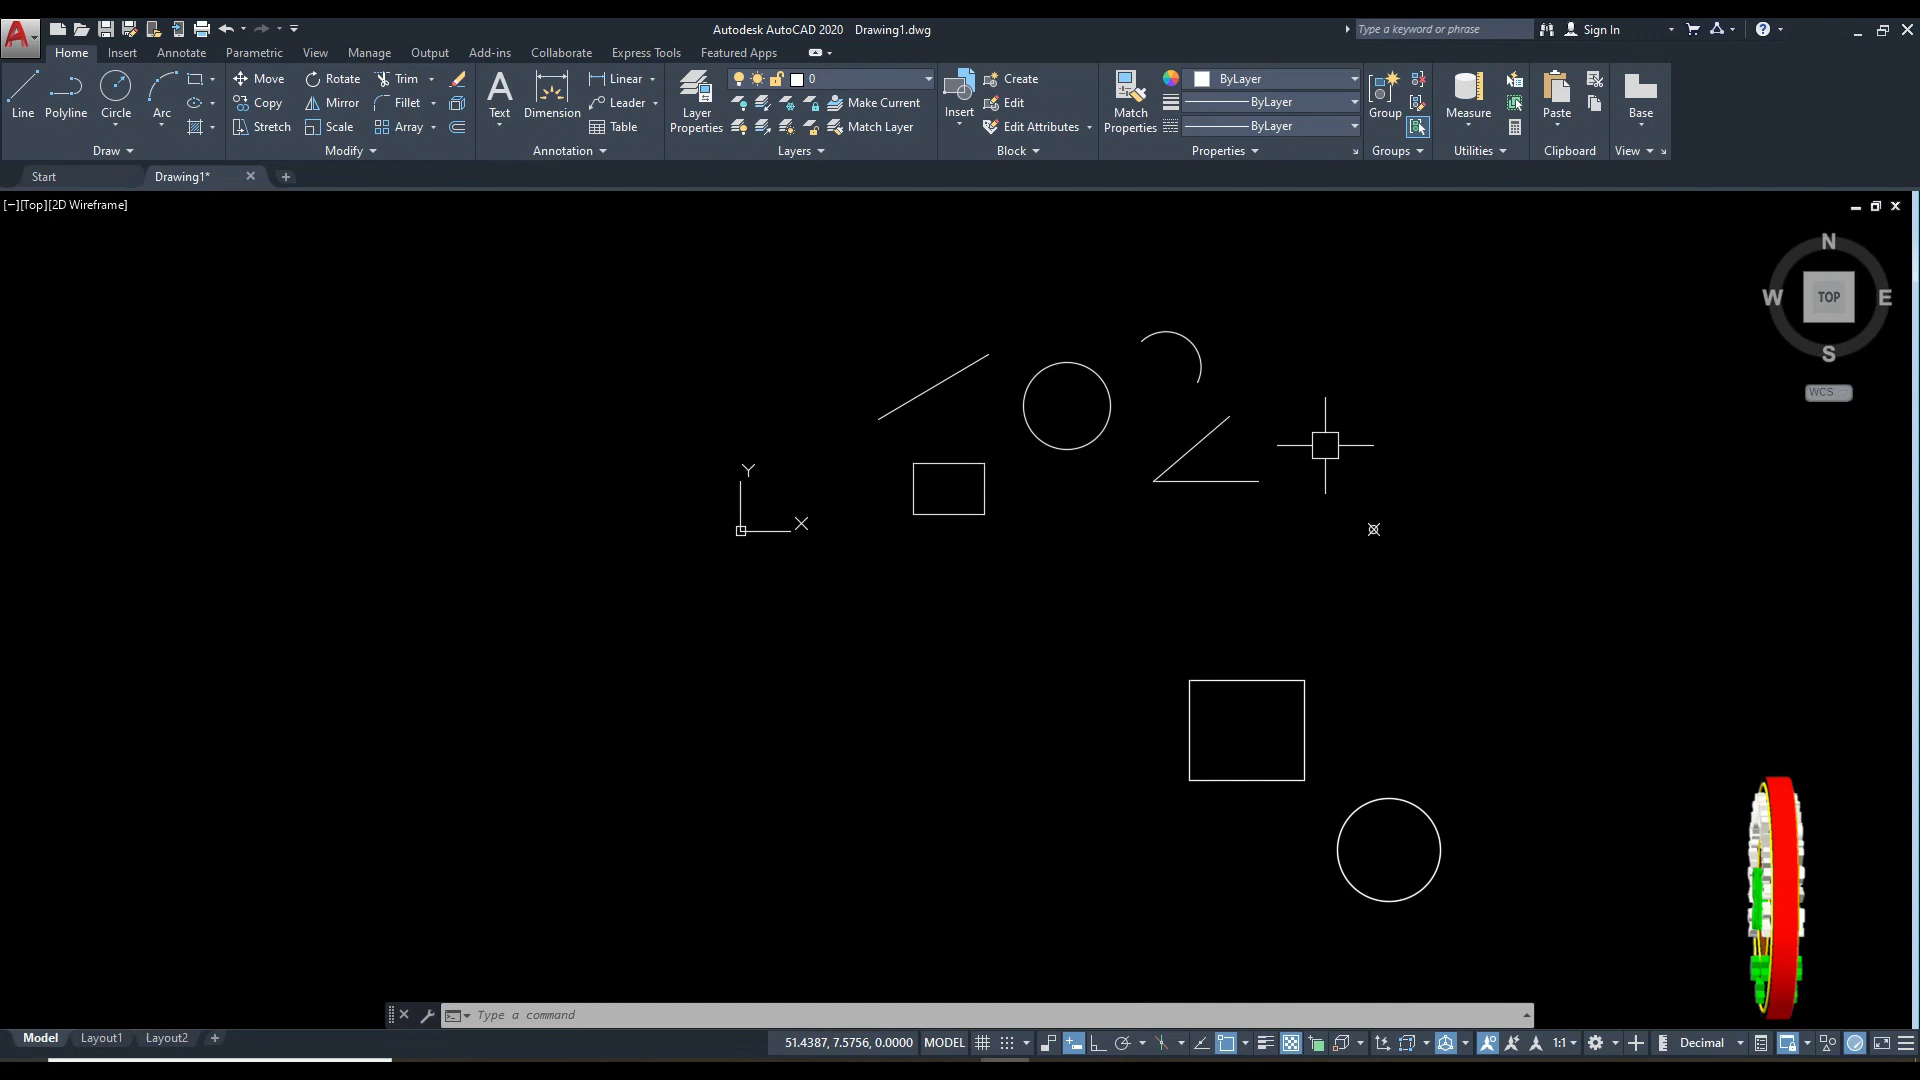 Autodesk AutoCAD 2020 Drawing1.dwg
Type a keyword or phrase
Sign In
Home Insert Annotate Parametric View Manage Output Add-ins Collaborate Express Tools Featured Apps
Line Polyline Circle Arc
Move Rotate Trim
Copy Mirror Fillet
Stretch Scale Array
Text Dimension
Linear
Leader
Table
Layer Properties
0
Make Current
Match Layer
Insert
Create
Edit
Edit Attributes
Match Properties
ByLayer
ByLayer
ByLayer
Group
Measure
Paste
Base
Draw Modify Annotation Layers Block Properties Groups Utilities Clipboard View
Start Drawing1*
[−][Top][2D Wireframe]
N
W TOP E
S
WCS
Y
X
Type a command
Model Layout1 Layout2
51.4387, 7.5756, 0.0000 MODEL 1:1 Decimal